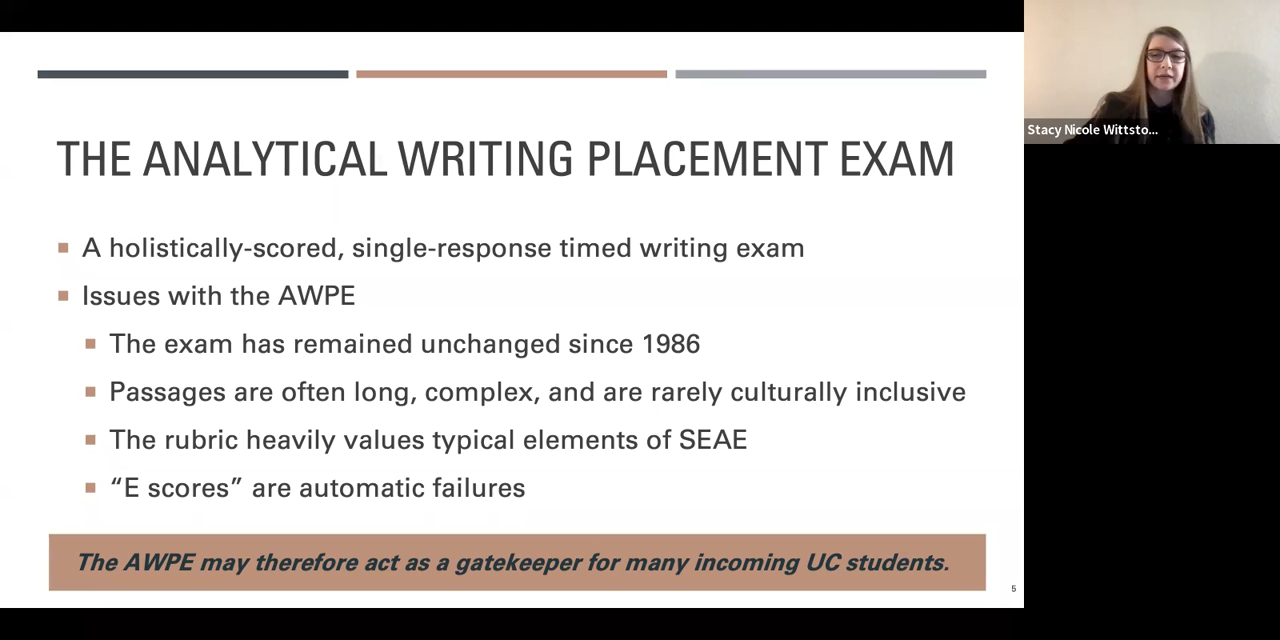 THE ANALYTICAL WRITING PLACEMENT EXAM
A holistically-scored, single-response timed writing exam
Issues with the AWPE
The exam has remained unchanged since 1986
Passages are often long, complex, and are rarely culturally inclusive
The rubric heavily values typical elements of SEAE
“E scores” are automatic failures
The AWPE may therefore act as a gatekeeper for many incoming UC students.
5
Stacy Nicole Wittsto...